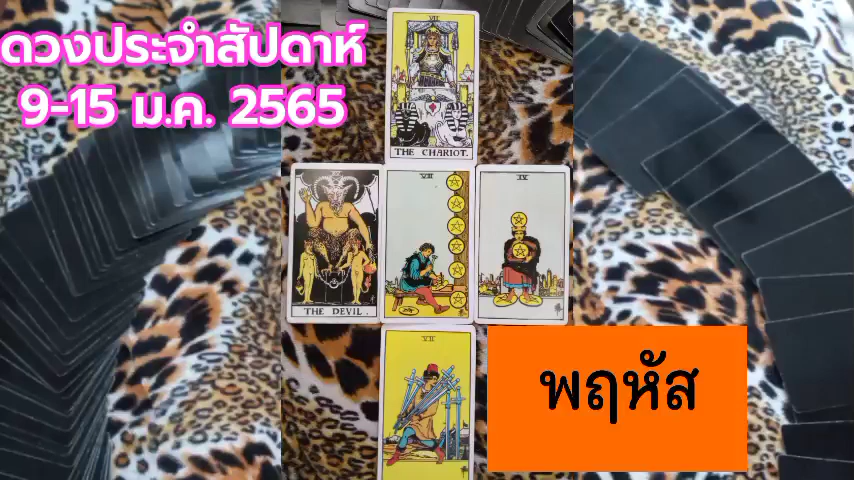 ดวงประจำสัปดาห์
9-15 ม.ค. 2565
VII
THE CHARIOT.
THE DEVIL.
IV
VII
พฤหัส